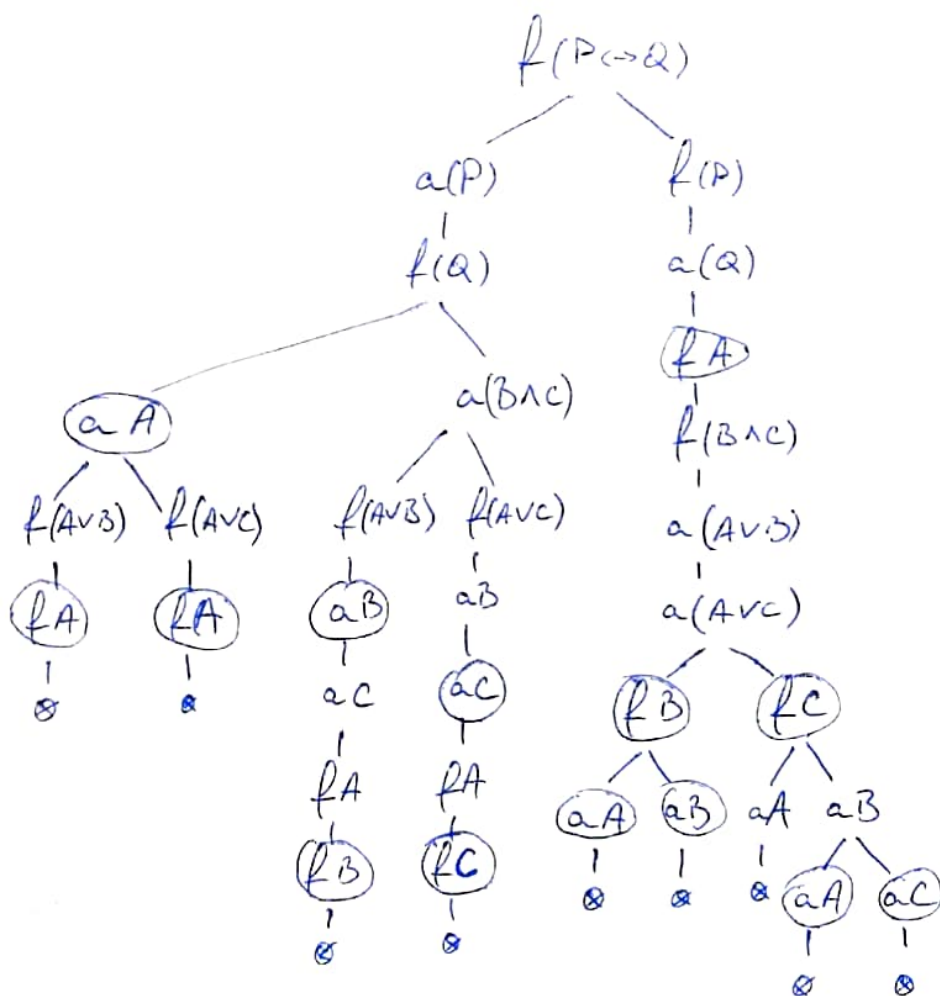 f(P↔Q)
a(P) f(P)
f(Q) a(Q)
fA
aA a(B∧C) f(B∧C)
f(A∨B) f(A∨C) f(A∨B) f(A∨C) a(A∨B)
fA fA aB aB a(A∨C)
⊗ ⊗ aC aC fB fC
fA fA aA aB aA aB
fB fC ⊗ ⊗ ⊗ aA aC
⊗ ⊗ ⊗ ⊗